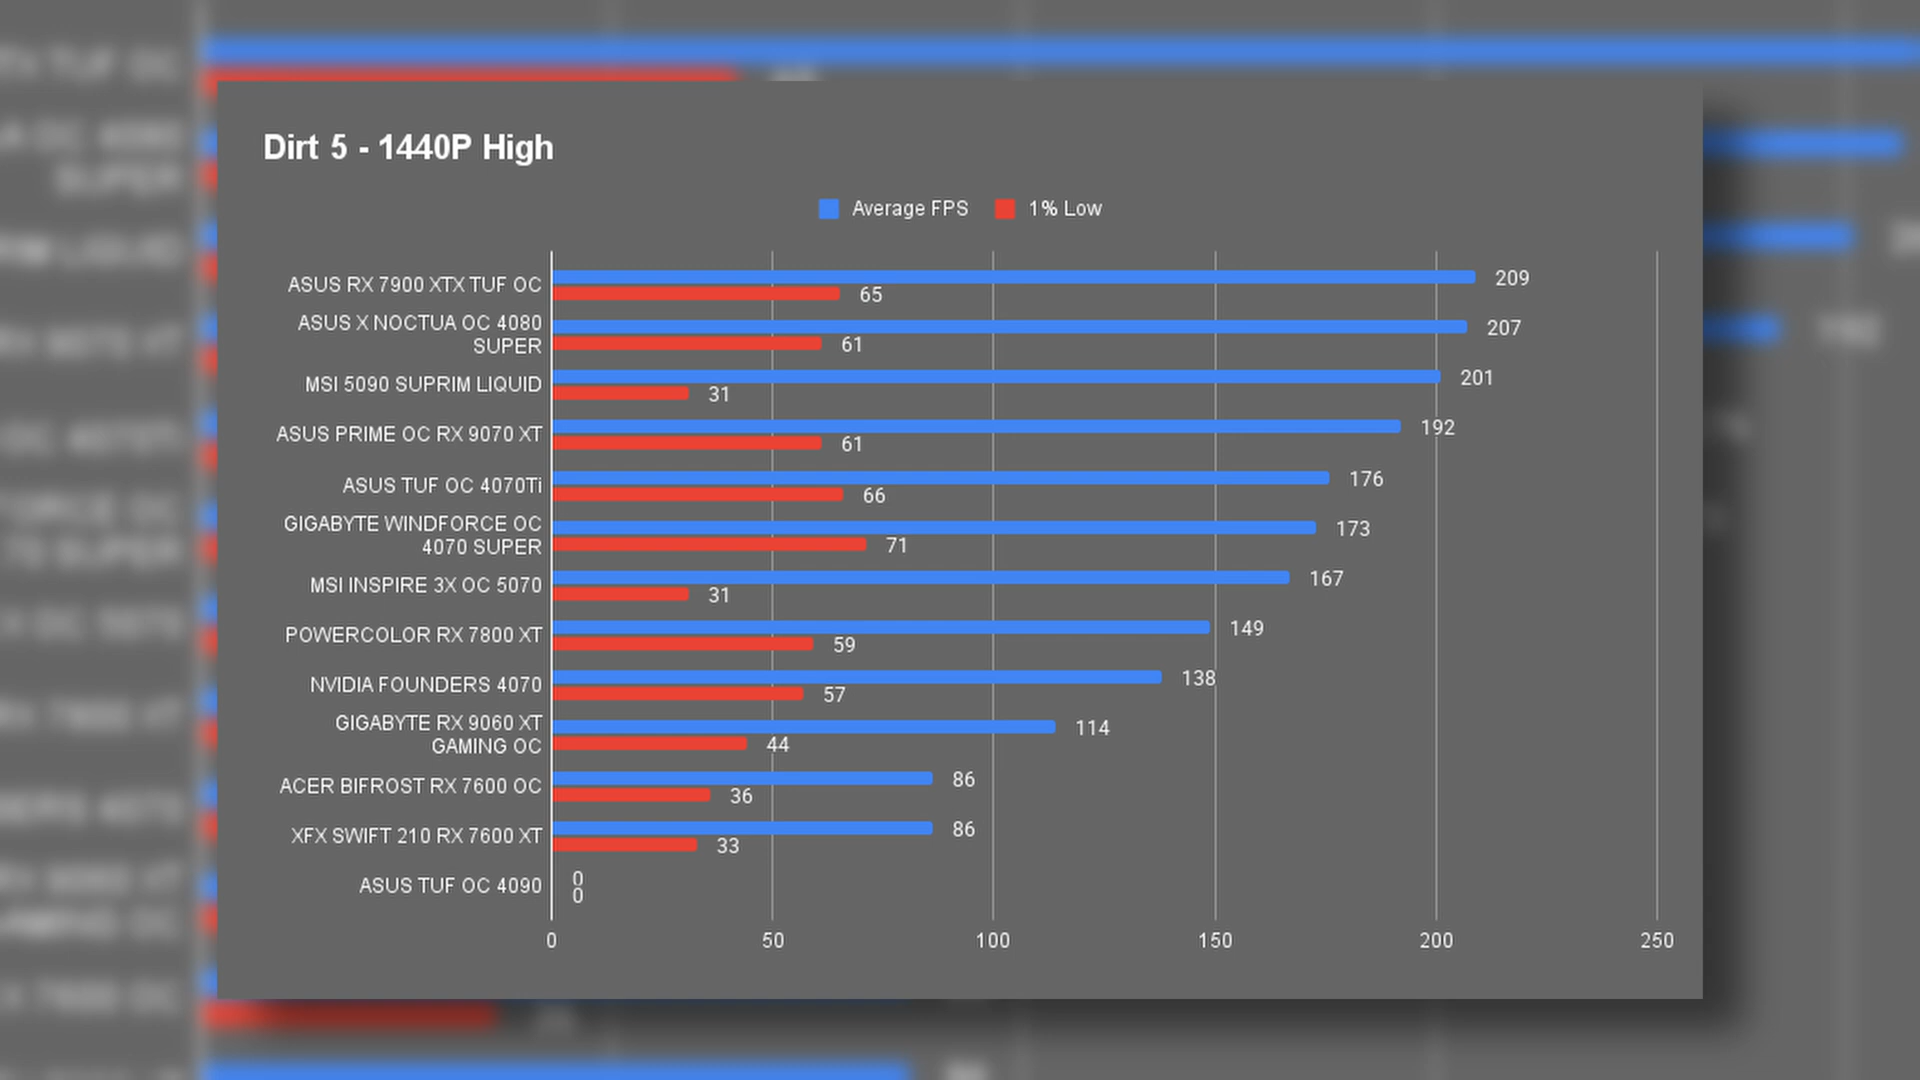 Dirt 5 - 1440P High
Average FPS 1% Low
ASUS RX 7900 XTX TUF OC 209
65
ASUS X NOCTUA OC 4080 207
SUPER 61
MSI 5090 SUPRIM LIQUID 201
31
ASUS PRIME OC RX 9070 XT 192
61
ASUS TUF OC 4070Ti 176
66
GIGABYTE WINDFORCE OC 173
4070 SUPER 71
MSI INSPIRE 3X OC 5070 167
31
POWERCOLOR RX 7800 XT 149
59
NVIDIA FOUNDERS 4070 138
57
GIGABYTE RX 9060 XT 114
GAMING OC 44
ACER BIFROST RX 7600 OC 86
36
XFX SWIFT 210 RX 7600 XT 86
33
ASUS TUF OC 4090 0
0
0 50 100 150 200 250